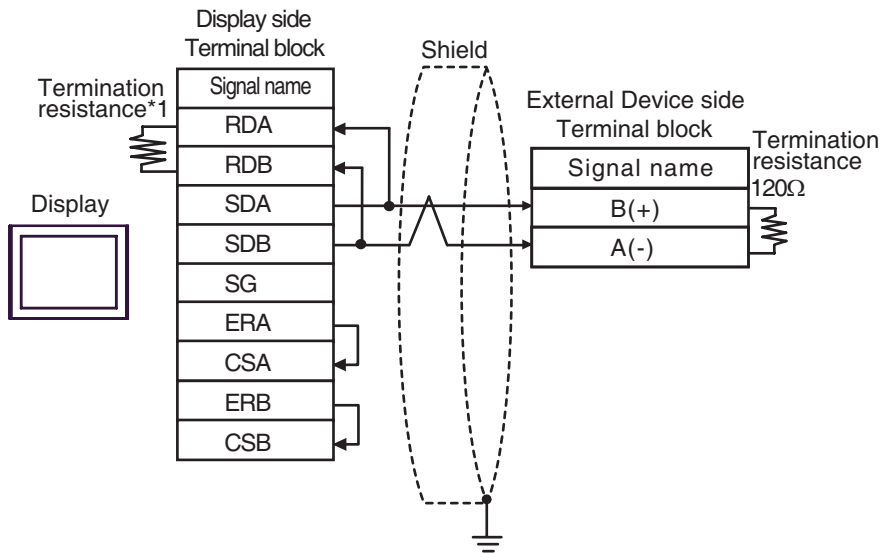 Display side
Terminal block
Shield
Termination
resistance*1
Signal name
RDA
RDB
SDA
SDB
SG
ERA
CSA
ERB
CSB
Display
External Device side
Terminal block
Signal name
B(+)
A(-)
Termination
resistance
120Ω